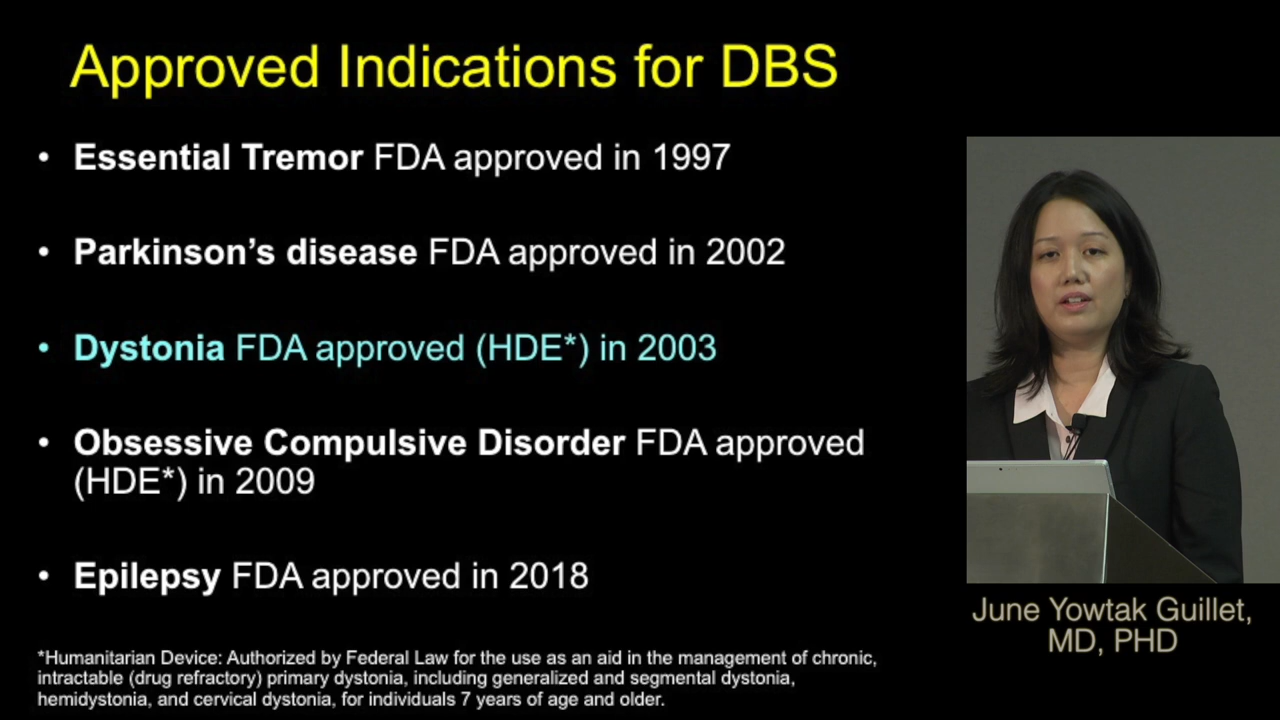 Approved Indications for DBS
• Essential Tremor FDA approved in 1997
• Parkinson’s disease FDA approved in 2002
• Dystonia FDA approved (HDE*) in 2003
• Obsessive Compulsive Disorder FDA approved
(HDE*) in 2009
• Epilepsy FDA approved in 2018
*Humanitarian Device: Authorized by Federal Law for the use as an aid in the management of chronic,
intractable (drug refractory) primary dystonia, including generalized and segmental dystonia,
hemidystonia, and cervical dystonia, for individuals 7 years of age and older.
June Yowtak Guillet,
MD, PHD